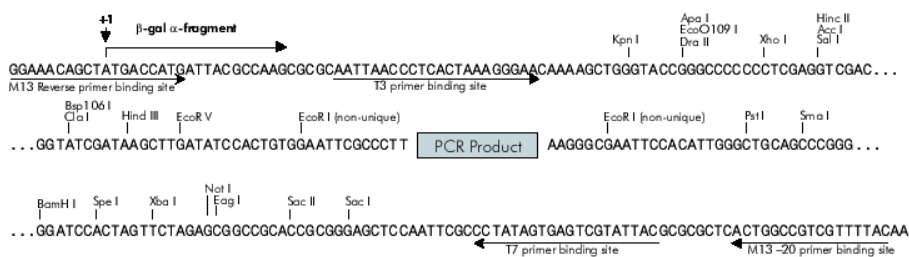 +1
β-gal α-fragment
Kpn I
Apa I
EcoO109 I
Dra II
Xho I
Hinc II
Acc I
Sal I
GGAAACAGCTATGACCATGATTACGCCAAGCGCGCAATTAACCCTCACTAAAGGGAACAAAAGCTGGGTACCGGGCCCCCCCTCGAGGTCGAC...
M13 Reverse primer binding site
T3 primer binding site
Bsp106 I
Cla I
Hind III
EcoR V
EcoR I (non-unique)
EcoR I (non-unique)
Pst I
Sma I
...GGTATCGATAAGCTTGATATCCACTGTGGAATTCGCCCTT
PCR Product
AAGGGCGAATTCCACATTGGGCTGCAGCCCGGG...
BamH I
Spe I
Xba I
Not I
Eag I
Sac II
Sac I
...GGATCCACTAGTTCTAGAGCGGCCGCACCGCGGGAGCTCCAATTCGCCCTATAGTGAGTCGTATTACGCGCGCTCACTGGCCGTCGTTTTACAA
T7 primer binding site
M13 –20 primer binding site